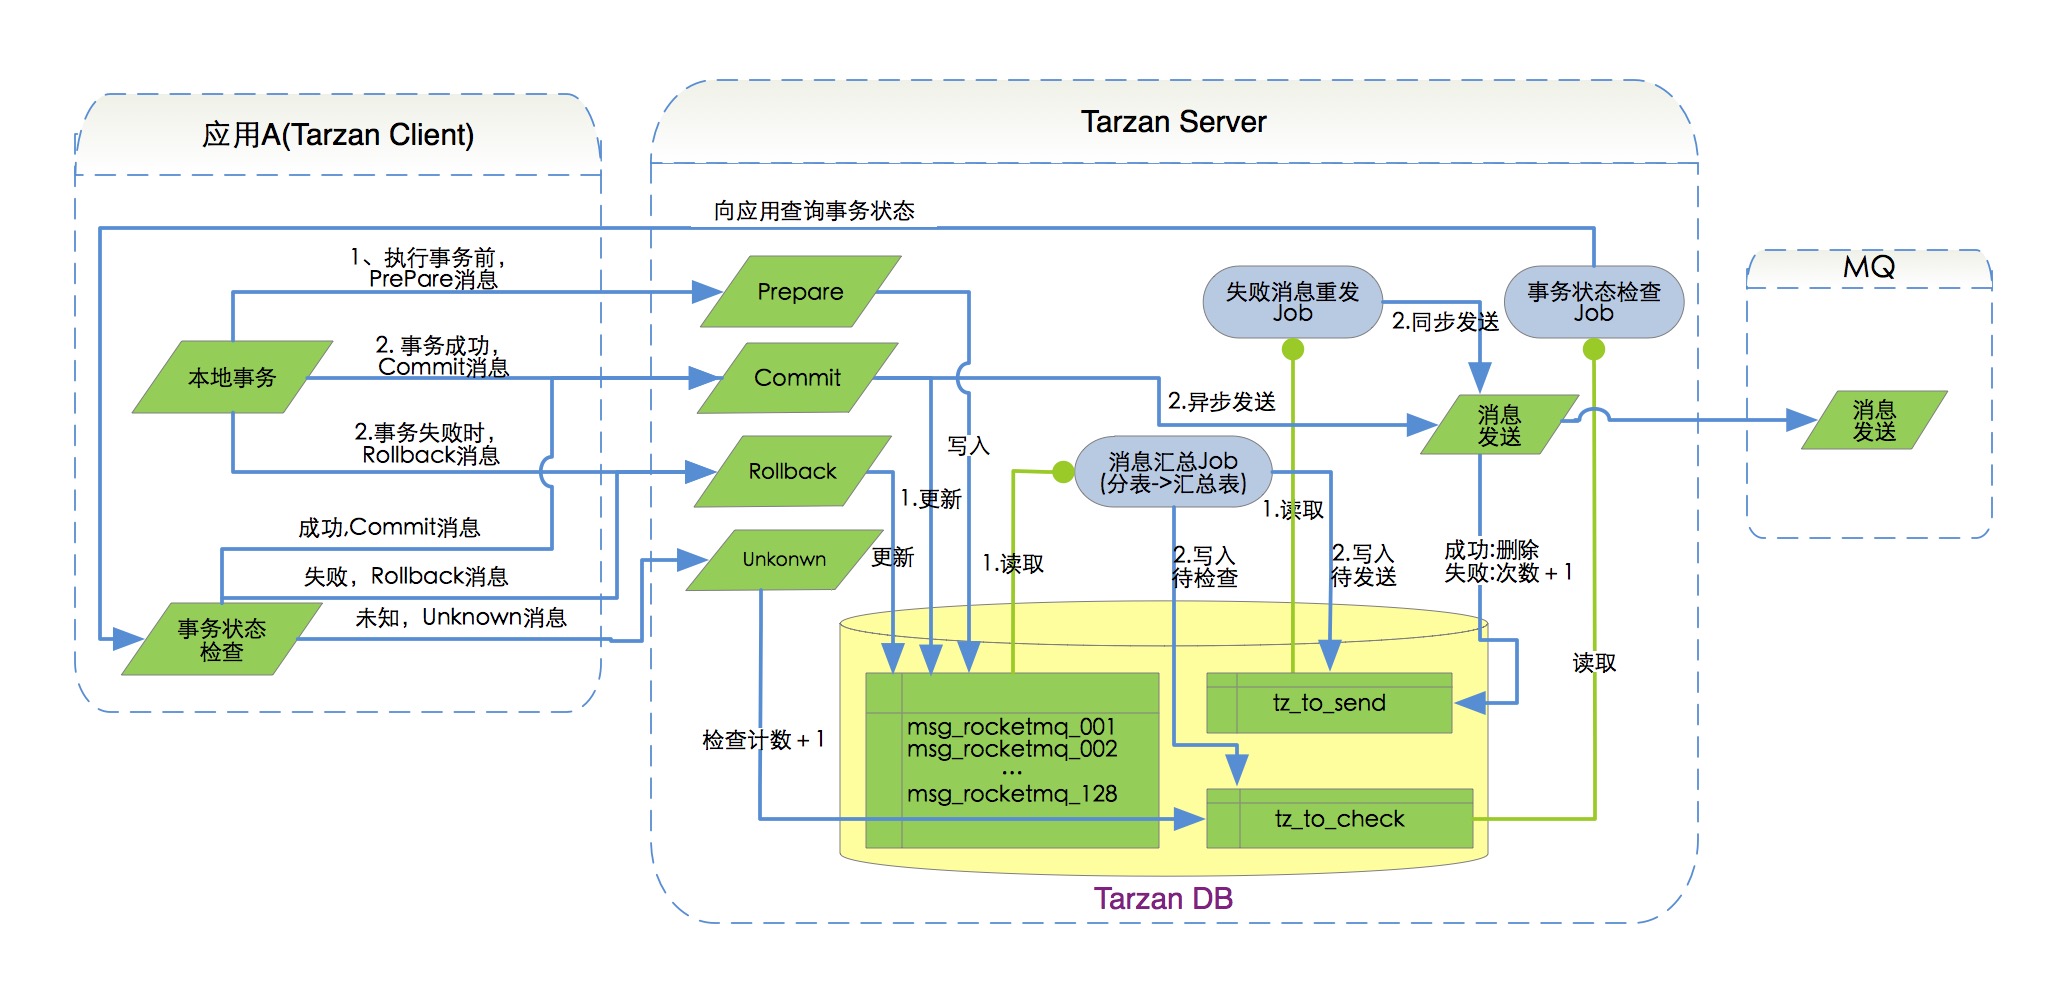 应用A(Tarzan Client)
Tarzan Server
MQ
向应用查询事务状态
1、执行事务前，
PrePare消息
Prepare
失败消息重发
Job
2.同步发送
事务状态检查
Job
本地事务
2. 事务成功，
Commit消息
Commit
2.异步发送
消息
发送
消息
发送
2.事务失败时，
Rollback消息
Rollback
写入
1.更新
消息汇总Job
(分表->汇总表)
1.读取
成功,Commit消息
Unkonwn
更新
1.读取
2.写入
待检查
2.写入
待发送
成功:删除
失败:次数＋1
失败，Rollback消息
未知，Unknown消息
事务状态
检查
读取
检查计数＋1
msg_rocketmq_001
msg_rocketmq_002
...
msg_rocketmq_128
tz_to_send
tz_to_check
Tarzan DB